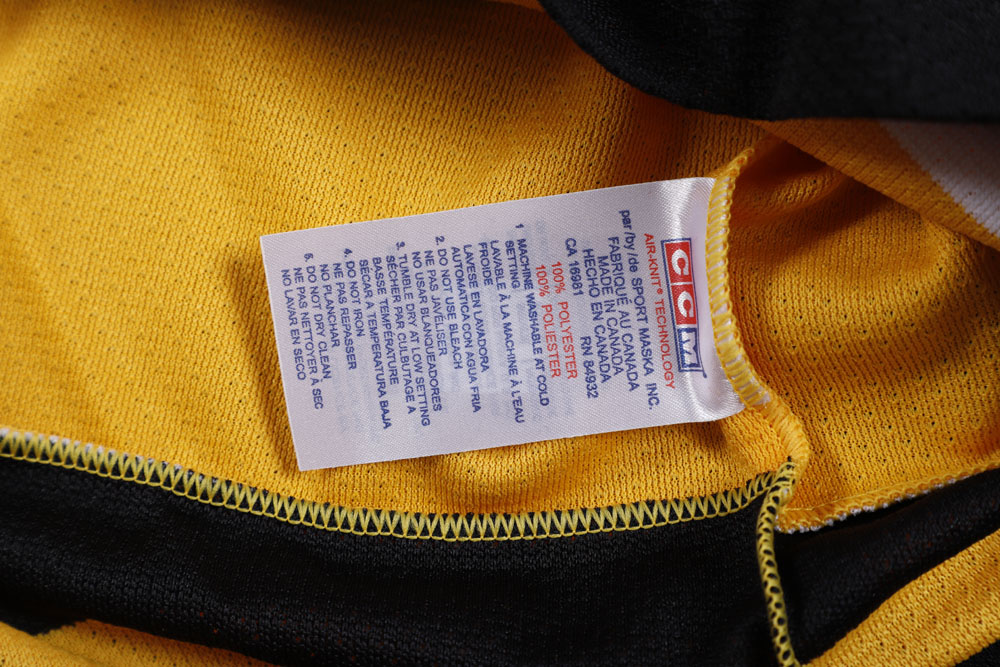 CCM
AIR-KNIT® TECHNOLOGY
par/by/de SPORT MASKA INC.
FABRIQUÉ AU CANADA
MADE IN CANADA
HECHO EN CANADA
CA 16981 RN 84932
100% POLYESTER
100% POLIESTER
1 MACHINE WASHABLE AT COLD
SETTING
LAVABLE À LA MACHINE À L'EAU
FROIDE
LAVESE EN LAVADORA
AUTOMATICA CON AGUA FRIA
2. DO NOT USE BLEACH
NE PAS JAVÉLISER
NO USAR BLANQUEADORES
3. TUMBLE DRY AT LOW SETTING
SÉCHER PAR CULBUTAGE A
BASSE TEMPÉRATURE
SÉCAR A TEMPERATURA BAJA
4. DO NOT IRON
NE PAS REPASSER
NO PLANCHAR
5. DO NOT DRY CLEAN
NE PAS NETTOYER À SEC
NO LAVAR EN SECO